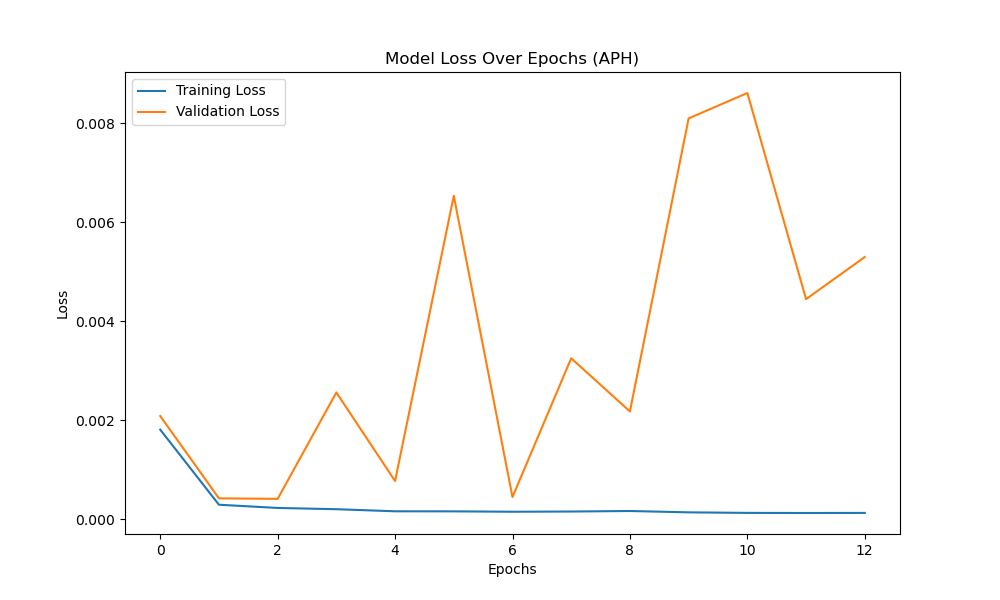 Model Loss Over Epochs (APH)
Training Loss
Validation Loss
0.008
0.006
0.004
0.002
0.000
Loss
0 2 4 6 8 10 12
Epochs